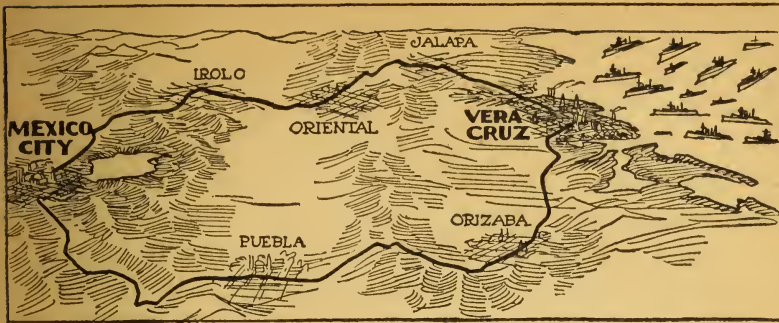 JALAPA
IROLO
ORIENTAL
VERA
CRUZ
MEXICO
CITY
ORIZABA
PUEBLA